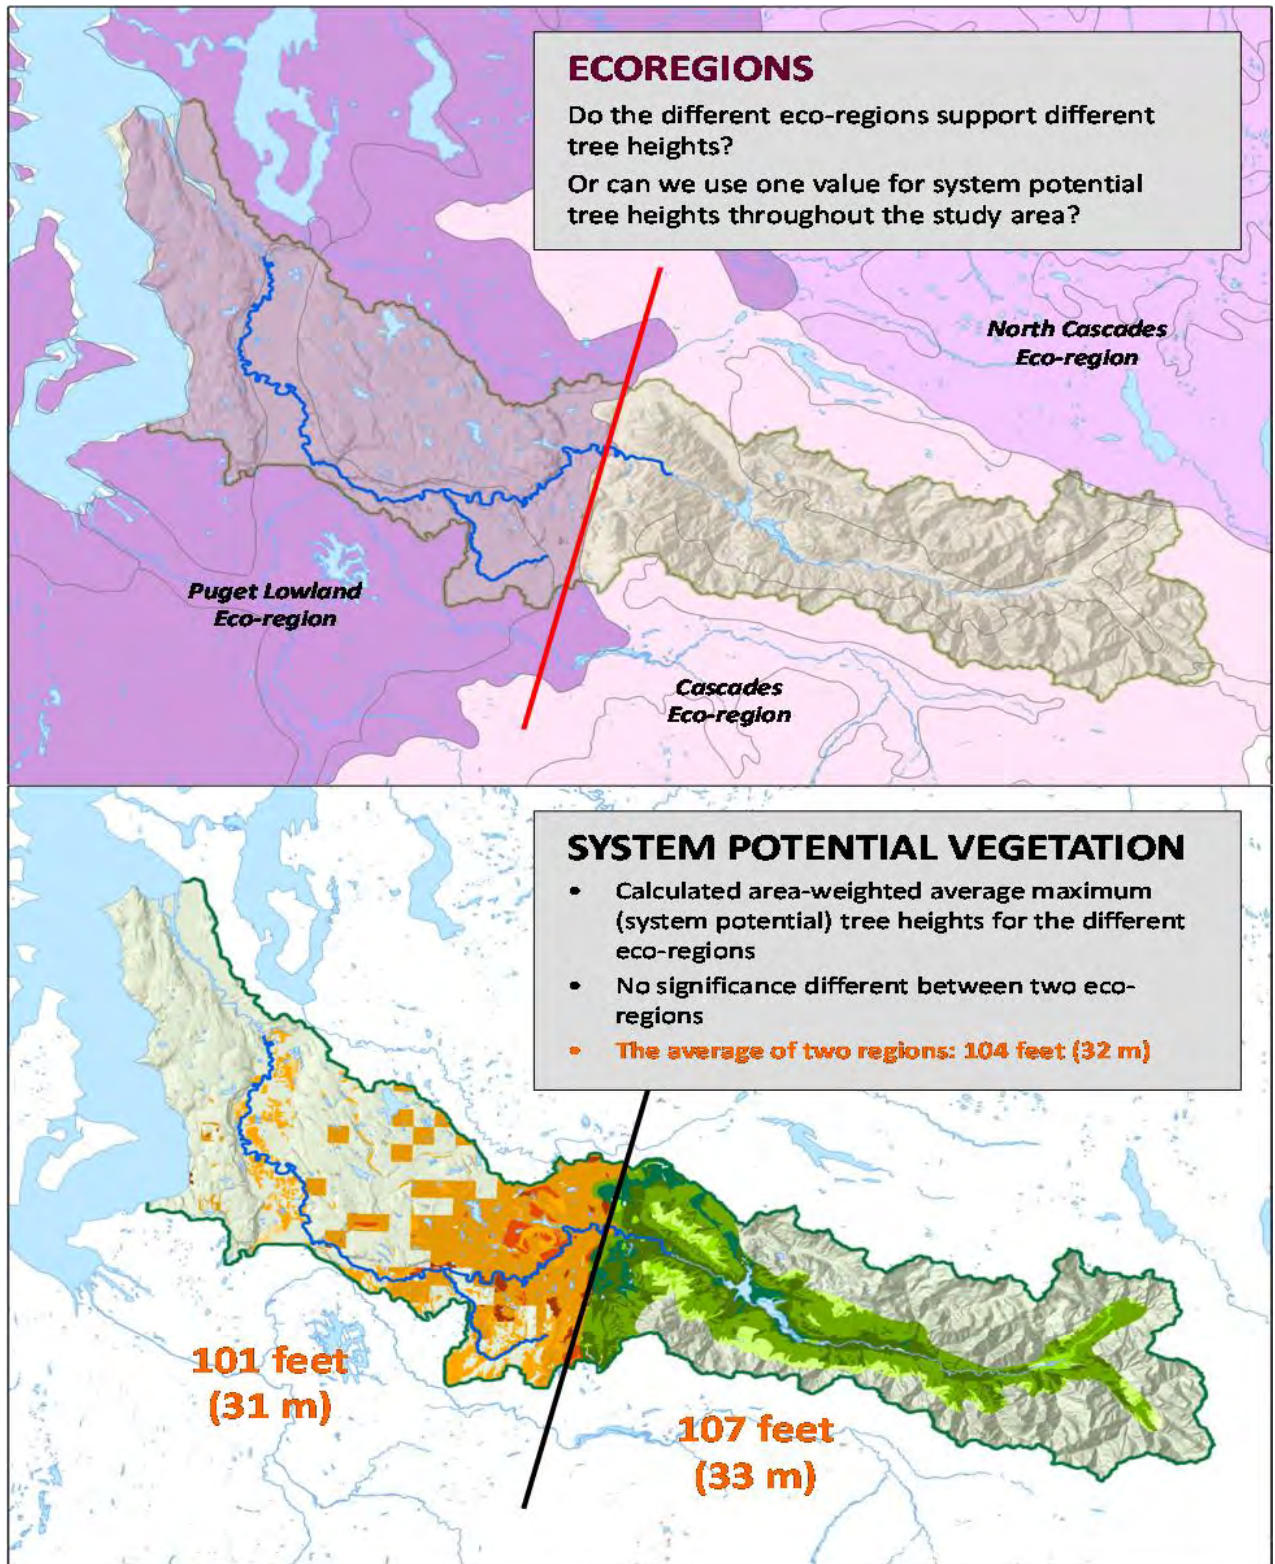 ECOREGIONS
Do the different eco-regions support different
tree heights?
Or can we use one value for system potential
tree heights throughout the study area?
North Cascades
Eco-region
Puget Lowland
Eco-region
Cascades
Eco-region
SYSTEM POTENTIAL VEGETATION
• Calculated area-weighted average maximum
(system potential) tree heights for the different
eco-regions
• No significance different between two eco-
regions
• The average of two regions: 104 feet (32 m)
101 feet
(31 m)
107 feet
(33 m)